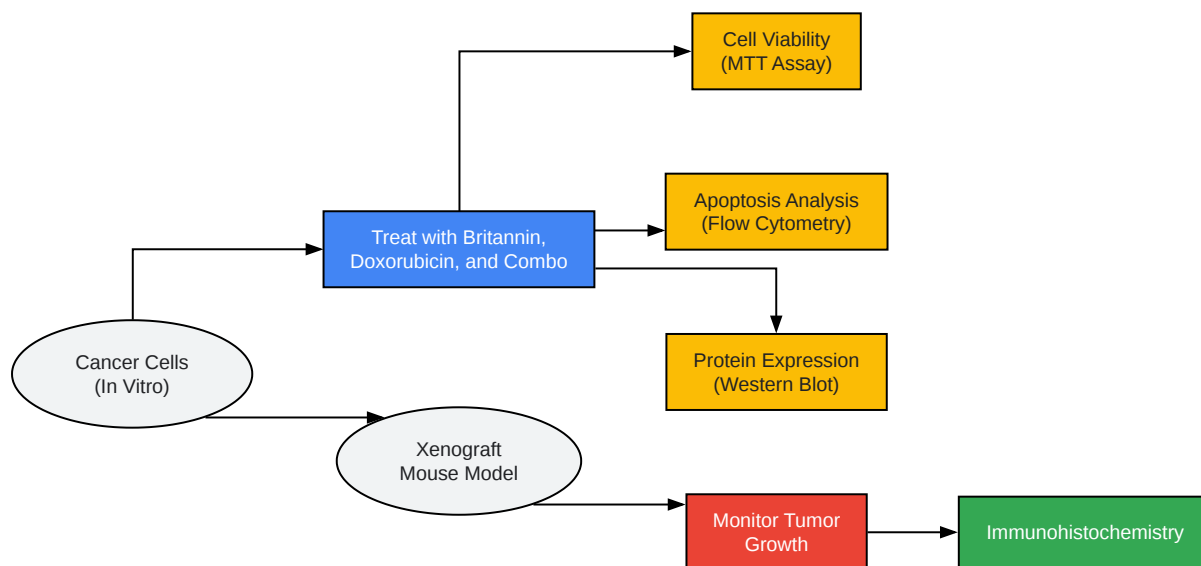 Cell Viability
(MTT Assay)
Apoptosis Analysis
(Flow Cytometry)
Treat with Britannin,
Doxorubicin, and Combo
Cancer Cells
(In Vitro)
Protein Expression
(Western Blot)
Xenograft
Mouse Model
Monitor Tumor
Growth
Immunohistochemistry